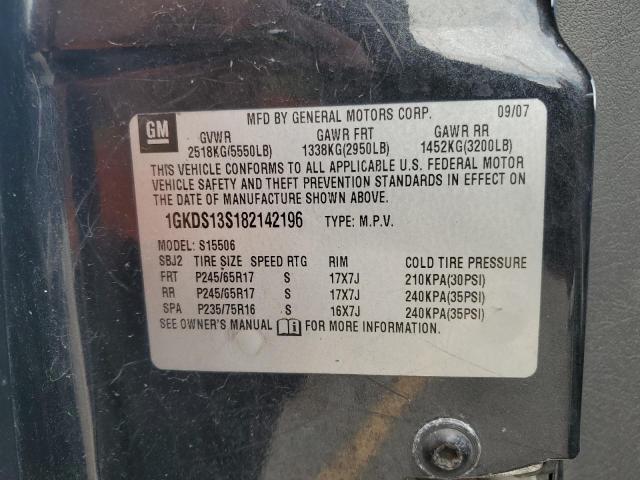 MFD BY GENERAL MOTORS CORP. 09/07
GM
GVWR GAWR FRT GAWR RR
2518KG(5550LB) 1338KG(2950LB) 1452KG(3200LB)
THIS VEHICLE CONFORMS TO ALL APPLICABLE U.S. FEDERAL MOTOR
VEHICLE SAFETY AND THEFT PREVENTION STANDARDS IN EFFECT ON
THE DATE OF MANUFACTURE SHOWN ABOVE.
1GKDS13S182142196 TYPE: M.P.V.
MODEL: S15506
SBJ2 TIRE SIZE SPEED RTG RIM COLD TIRE PRESSURE
FRT P245/65R17 S 17X7J 210KPA(30PSI)
RR P245/65R17 S 17X7J 240KPA(35PSI)
SPA P235/75R16 S 16X7J 240KPA(35PSI)
SEE OWNER'S MANUAL FOR MORE INFORMATION.